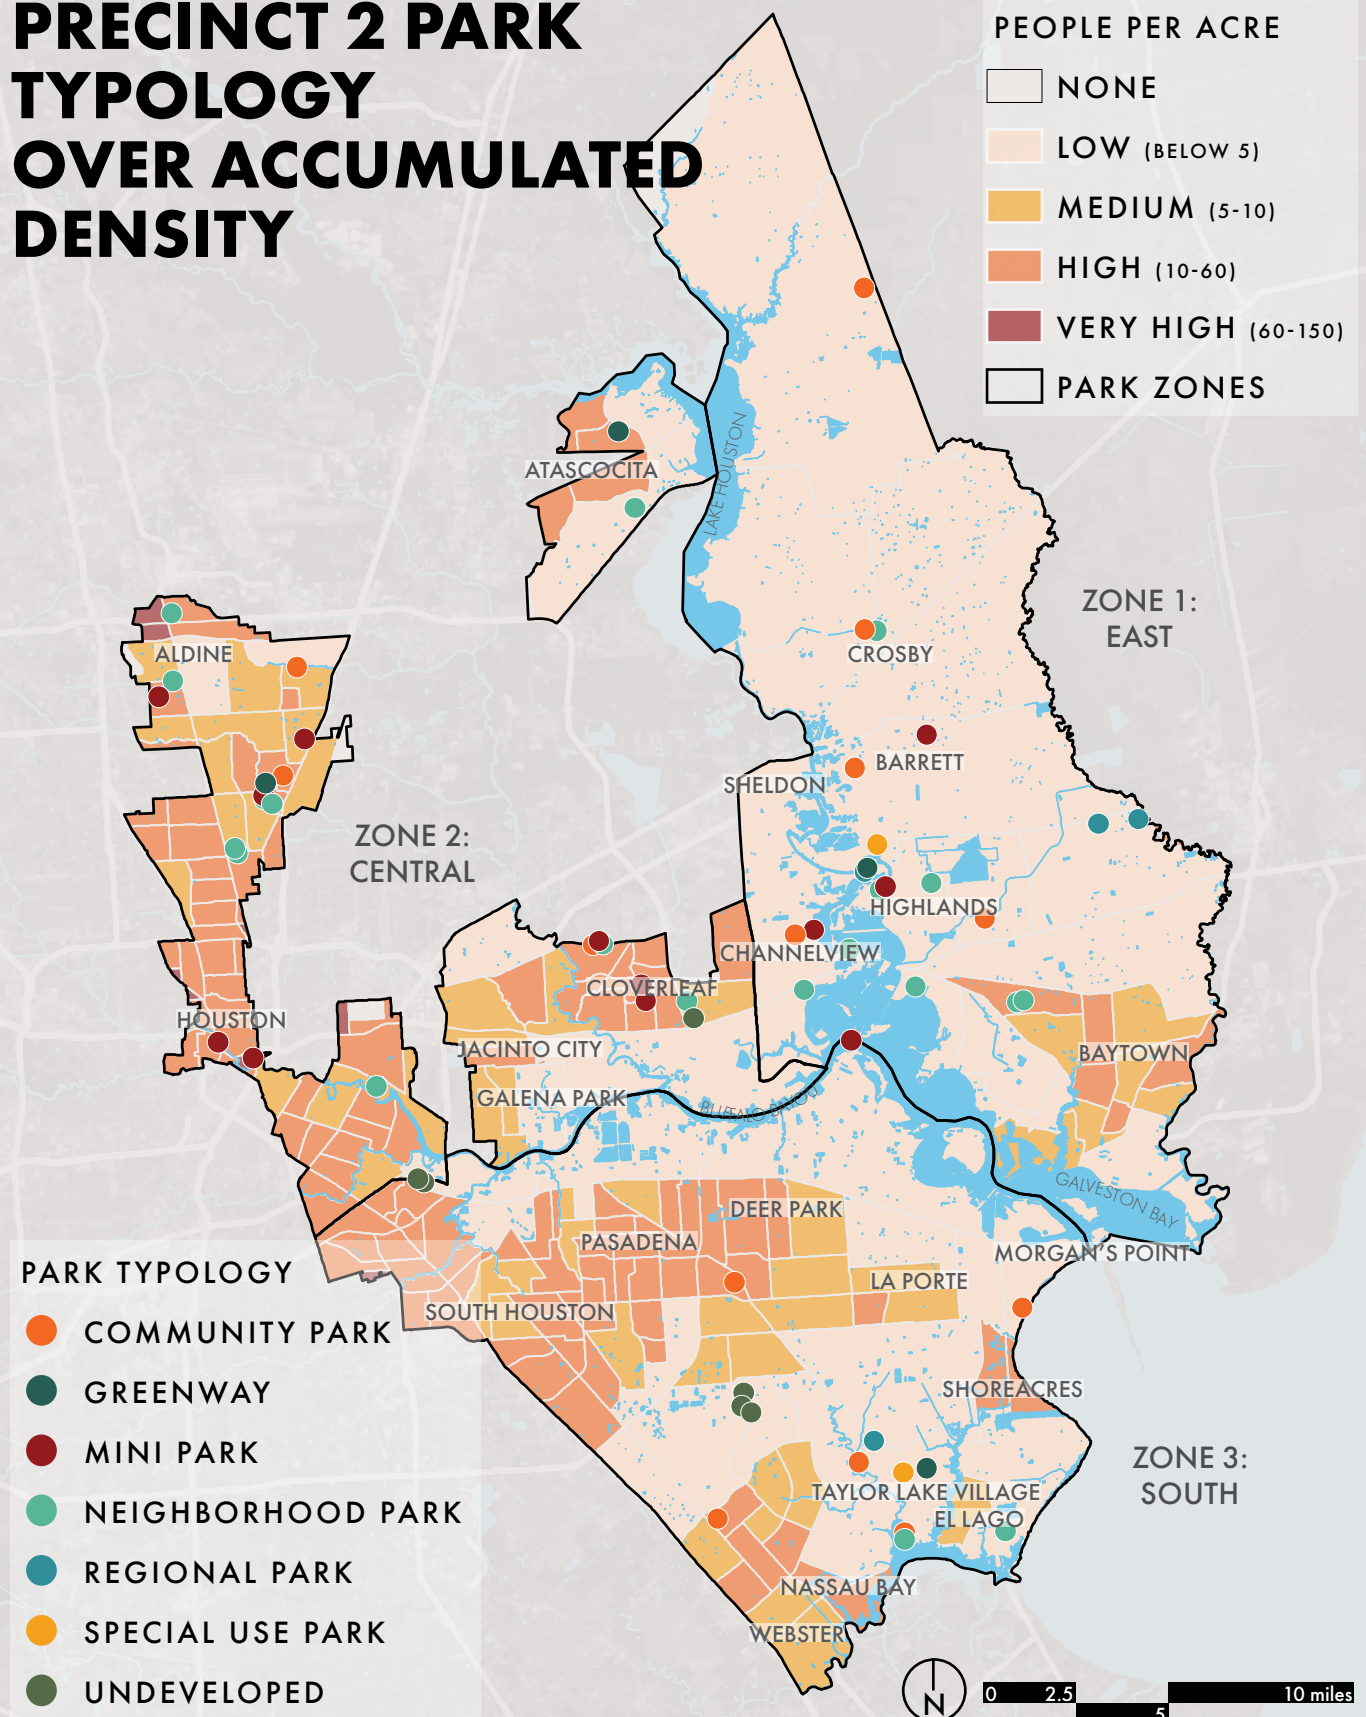 PRECINCT 2 PARK
TYPOLOGY
OVER ACCUMULATED
DENSITY
PEOPLE PER ACRE
NONE
LOW (BELOW 5)
MEDIUM (5-10)
HIGH (10-60)
VERY HIGH (60-150)
PARK ZONES
LAKE HOUSTON
ATASCOCITA
ZONE 1:
EAST
CROSBY
ALDINE
BARRETT
SHELDON
ZONE 2:
CENTRAL
HIGHLANDS
CHANNELVIEW
CLOVERLEAF
HOUSTON
JACINTO CITY
BAYTOWN
GALENA PARK
BUFFALO BAYOU
GALVESTON BAY
DEER PARK
PASADENA
MORGAN'S POINT
LA PORTE
SOUTH HOUSTON
SHOREACRES
ZONE 3:
SOUTH
TAYLOR LAKE VILLAGE
EL LAGO
NASSAU BAY
WEBSTER
PARK TYPOLOGY
COMMUNITY PARK
GREENWAY
MINI PARK
NEIGHBORHOOD PARK
REGIONAL PARK
SPECIAL USE PARK
UNDEVELOPED
N
0 2.5 10 miles
5